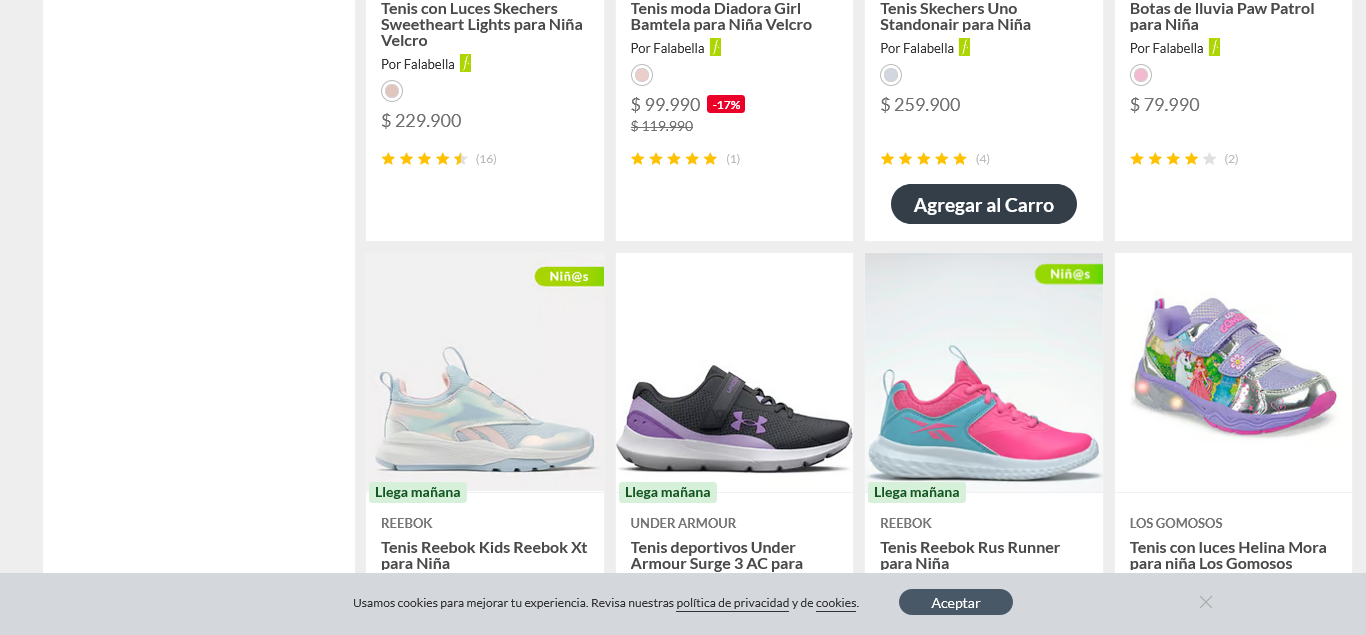 Tenis con Luces Skechers
Sweetheart Lights para Niña
Velcro
Por Falabella
$ 229.900
(16)
Tenis moda Diadora Girl
Bamtela para Niña Velcro
Por Falabella
$ 99.990 -17%
$ 119.990
(1)
Tenis Skechers Uno
Standonair para Niña
Por Falabella
$ 259.900
(4)
Agregar al Carro
Botas de lluvia Paw Patrol
para Niña
Por Falabella
$ 79.990
(2)
Niñ@s
Llega mañana
REEBOK
Tenis Reebok Kids Reebok Xt
para Niña
Llega mañana
UNDER ARMOUR
Tenis deportivos Under
Armour Surge 3 AC para
Niñ@s
Llega mañana
REEBOK
Tenis Reebok Rus Runner
para Niña
LOS GOMOSOS
Tenis con luces Helina Mora
para niña Los Gomosos
Usamos cookies para mejorar tu experiencia. Revisa nuestras política de privacidad y de cookies.
Aceptar